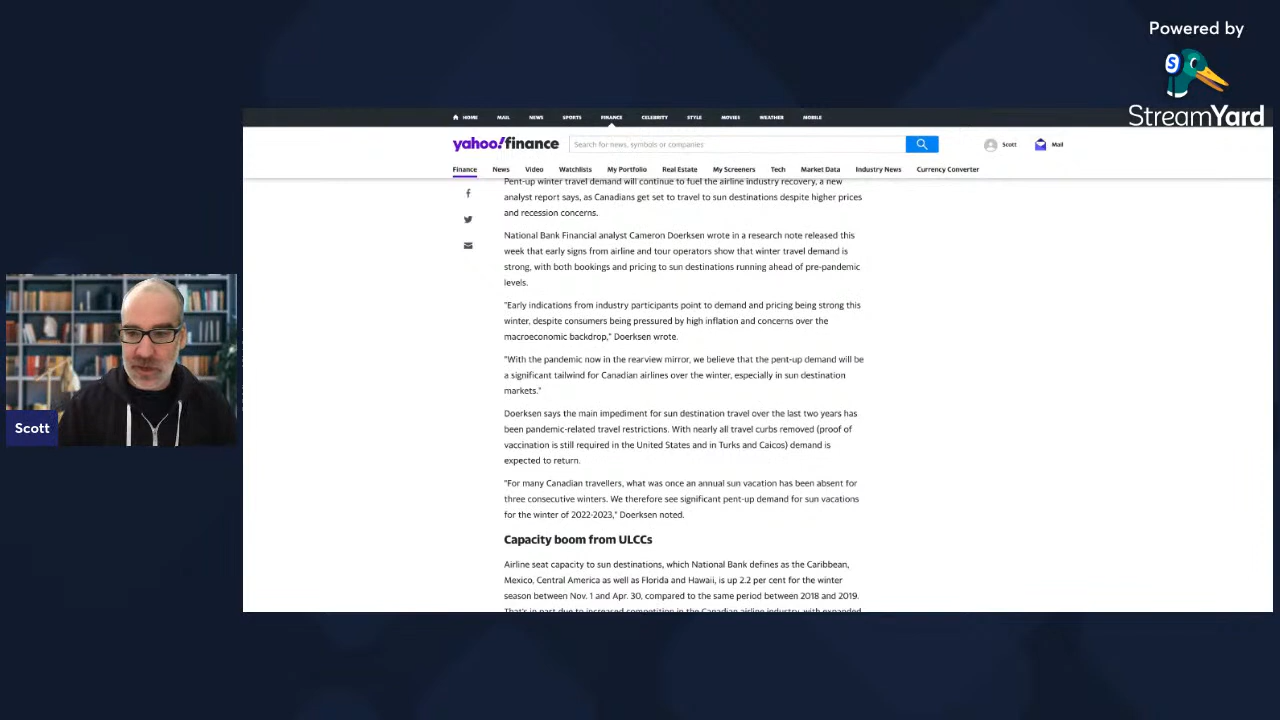 Powered by
StreamYard
HOME MAIL NEWS SPORTS FINANCE CELEBRITY STYLE MOVIES WEATHER MOBILE
yahoo!finance Search for news, symbols or companies Scott Mail
Finance News Video Watchlists My Portfolio Real Estate My Screeners Tech Market Data Industry News Currency Converter
Pent-up winter travel demand will continue to fuel the airline industry recovery, a new
analyst report says, as Canadians get set to travel to sun destinations despite higher prices
and recession concerns.
National Bank Financial analyst Cameron Doerksen wrote in a research note released this
week that early signs from airline and tour operators show that winter travel demand is
strong, with both bookings and pricing to sun destinations running ahead of pre-pandemic
levels.
"Early indications from industry participants point to demand and pricing being strong this
winter, despite consumers being pressured by high inflation and concerns over the
macroeconomic backdrop," Doerksen wrote.
"With the pandemic now in the rearview mirror, we believe that the pent-up demand will be
a significant tailwind for Canadian airlines over the winter, especially in sun destination
markets."
Doerksen says the main impediment for sun destination travel over the last two years has
been pandemic-related travel restrictions. With nearly all travel curbs removed (proof of
vaccination is still required in the United States and in Turks and Caicos) demand is
expected to return.
"For many Canadian travellers, what was once an annual sun vacation has been absent for
three consecutive winters. We therefore see significant pent-up demand for sun vacations
for the winter of 2022-2023," Doerksen noted.
Capacity boom from ULCCs
Airline seat capacity to sun destinations, which National Bank defines as the Caribbean,
Mexico, Central America as well as Florida and Hawaii, is up 2.2 per cent for the winter
season between Nov. 1 and Apr. 30, compared to the same period between 2018 and 2019.
That's in part due to increased competition in the Canadian airline industry, with expanded
Scott